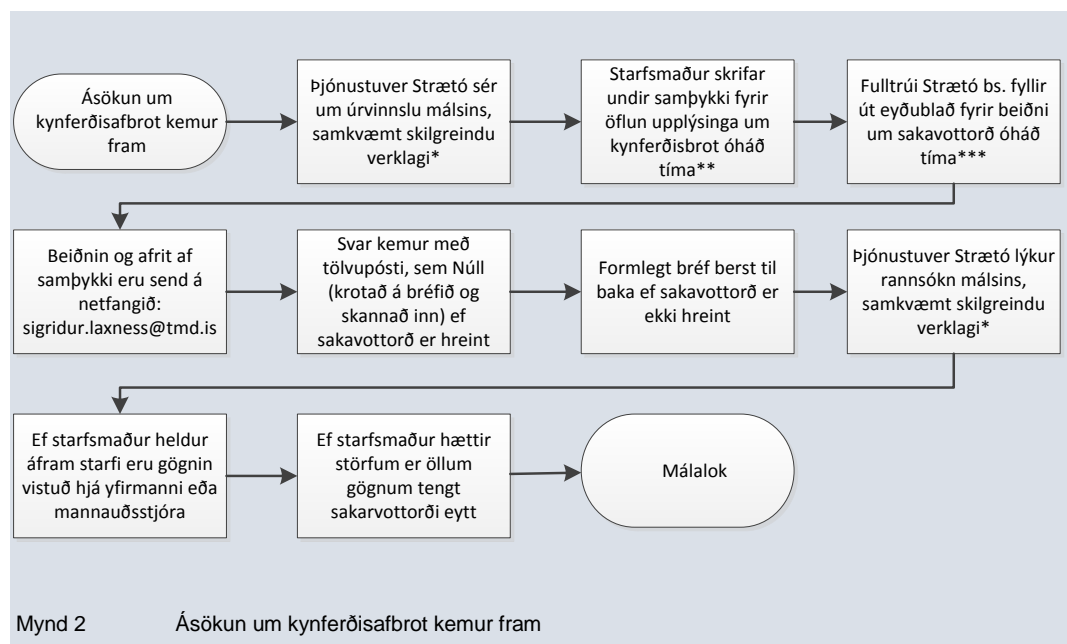 Ásökun um
kynferðisafbrot kemur
fram
Þjónustuver Strætó sér
um úrvinnslu málsins,
samkvæmt skilgreindu
verklagi*
Starfsmaður skrifar
undir samþykki fyrir
öflun upplýsinga um
kynferðisbrot óháð
tíma**
Fulltrúi Strætó bs. fyllir
út eyðublað fyrir beiðni
um sakavottorð óháð
tíma***
Beiðnin og afrit af
samþykki eru send á
netfangið:
sigridur.laxness@tmd.is
Svar kemur með
tölvupósti, sem Núll
(krotað á bréfið og
skannað inn) ef
sakavottorð er hreint
Formlegt bréf berst til
baka ef sakavottorð er
ekki hreint
Þjónustuver Strætó lýkur
rannsókn málsins,
samkvæmt skilgreindu
verklagi*
Ef starfsmaður heldur
áfram starfi eru gögnin
vistuð hjá yfirmanni eða
mannauðsstjóra
Ef starfsmaður hættir
störfum er öllum
gögnum tengt
sakarvottorði eytt
Málalok
Mynd 2 Ásökun um kynferðisafbrot kemur fram